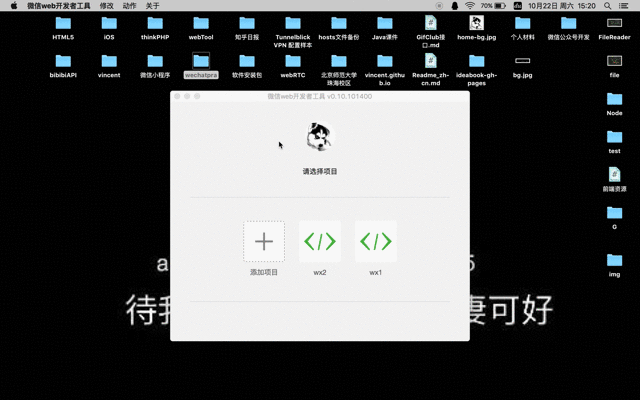 微信web开发者工具 修改 动作 关于
70% 10月22日 周六 15:20
HTML5 iOS thinkPHP webTool 知乎日报 Tunnelblick VPN 配置样本 hosts文件备份 Java课件 GifClub接口.md home-bg.jpg 个人材料 微信公众号开发 FileReader
bibibiAPI vincent 微信小程序 wechatpra 软件安装包 webRTC 北京师范大学珠海校区 vincent.github.io Readme_zh-cn.md ideabook-gh-pages bg.jpg file
微信web开发者工具 v0.10.101400
Node
test
请选择项目
前端资源
G
添加项目 wx2 wx1
img
a 5
待我 妻可好